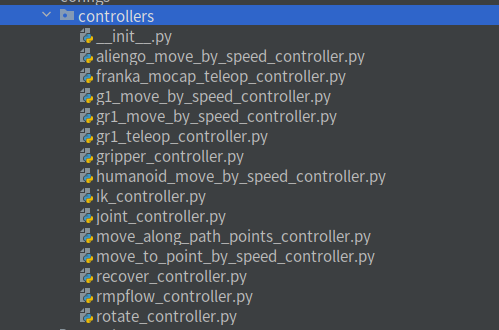 controllers
__init__.py
aliengo_move_by_speed_controller.py
franka_mocap_teleop_controller.py
g1_move_by_speed_controller.py
gr1_move_by_speed_controller.py
gr1_teleop_controller.py
gripper_controller.py
humanoid_move_by_speed_controller.py
ik_controller.py
joint_controller.py
move_along_path_points_controller.py
move_to_point_by_speed_controller.py
recover_controller.py
rmpflow_controller.py
rotate_controller.py